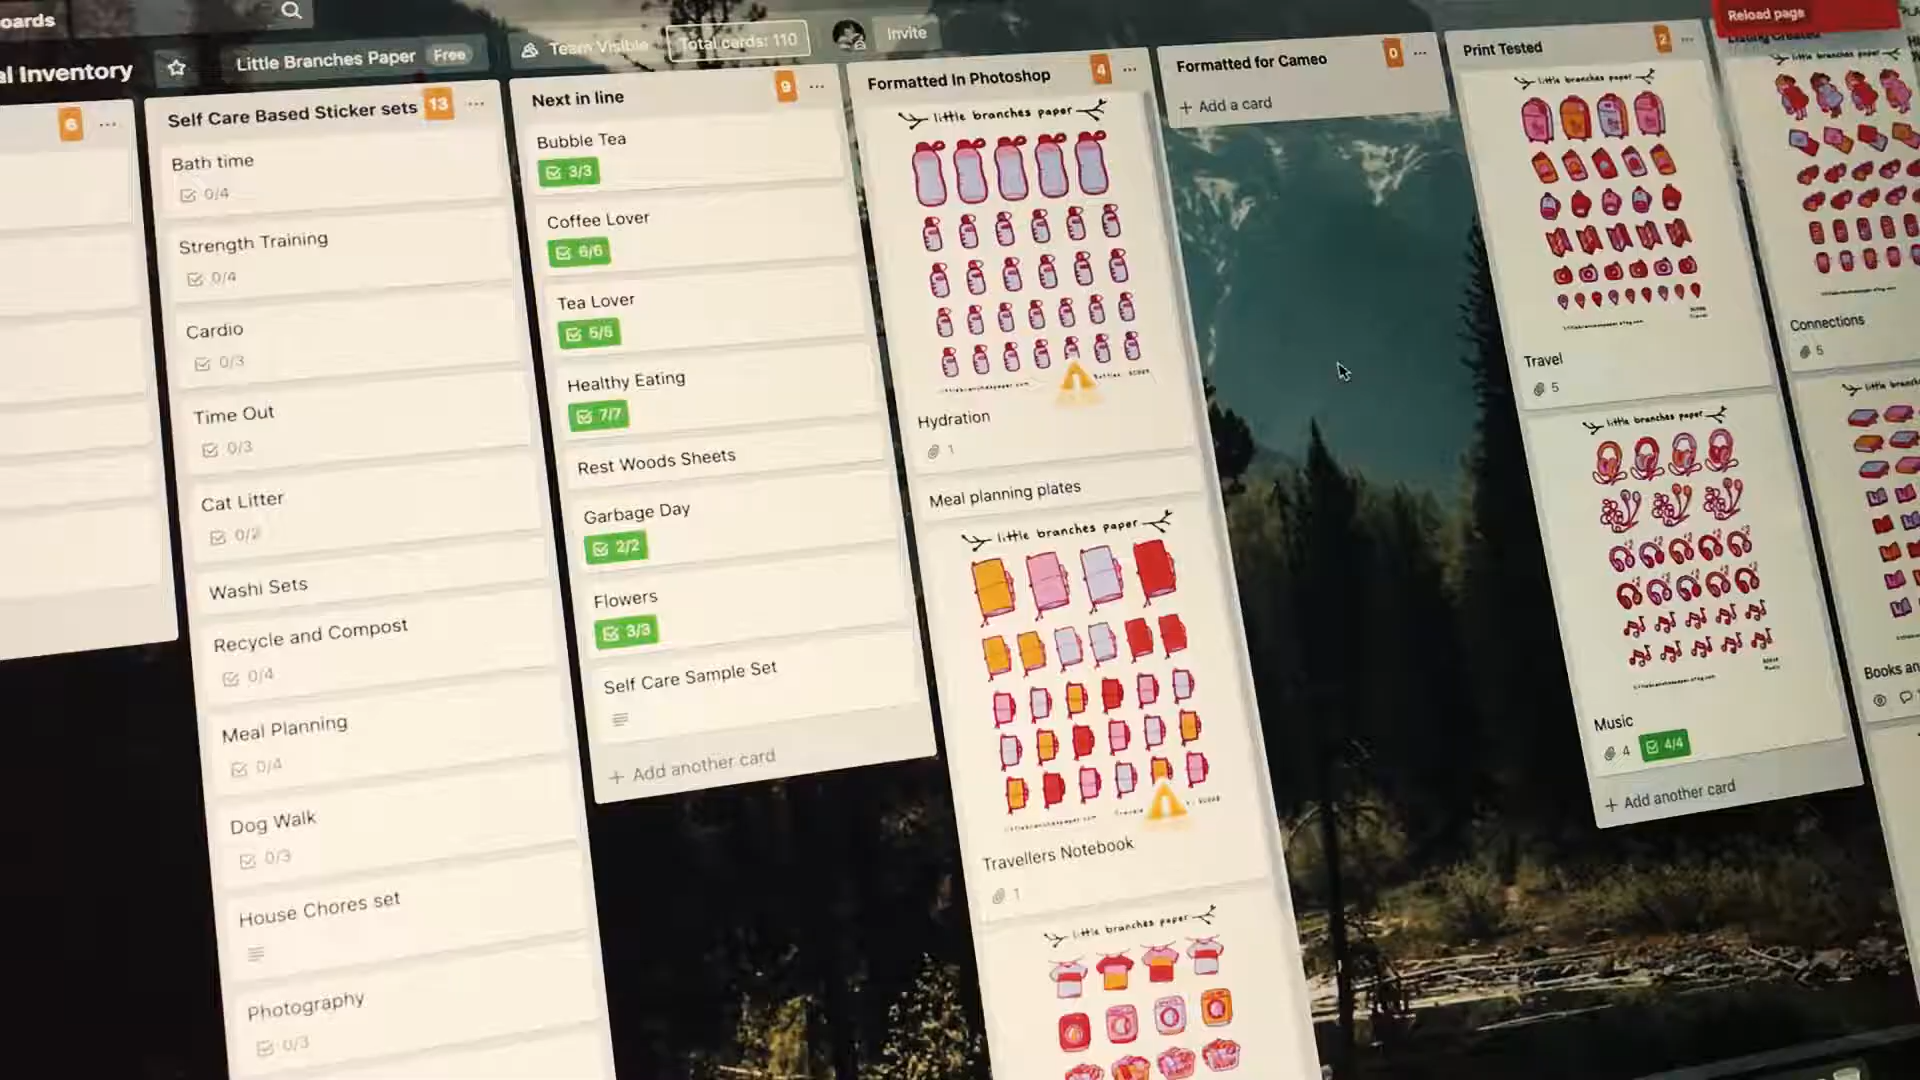 oards
al Inventory
Little Branches Paper
Free
Team Visible
Total cards: 110
Invite
Reload page
6
Self Care Based Sticker sets
13
Bath time
0/4
Strength Training
0/4
Cardio
0/3
Time Out
0/3
Cat Litter
0/2
Washi Sets
Recycle and Compost
0/4
Meal Planning
0/4
Dog Walk
0/3
House Chores set
Photography
0/3
Next in line
9
Bubble Tea
3/3
Coffee Lover
6/6
Tea Lover
5/5
Healthy Eating
7/7
Rest Woods Sheets
Garbage Day
2/2
Flowers
3/3
Self Care Sample Set
+ Add another card
Formatted In Photoshop
4
little branches paper
Hydration
1
Meal planning plates
little branches paper
Travellers Notebook
1
little branches paper
Formatted for Cameo
0
+ Add a card
Print Tested
2
little branches paper
Travel
5
little branches paper
Music
4
4/4
+ Add another card
Listing Created
little branches paper
Connections
5
little branch
Books an